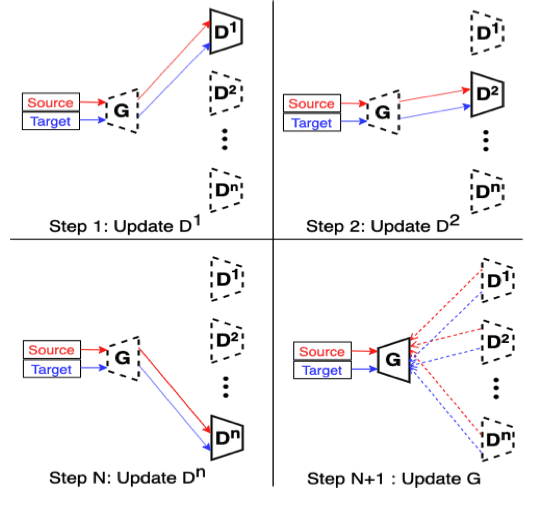 D1
D2
Dn
Source
Target
G
Step 1: Update D1
D1
D2
Dn
Source
Target
G
Step 2: Update D2
D1
D2
Dn
Source
Target
G
Step N: Update Dn
D1
D2
Dn
Source
Target
G
Step N+1 : Update G